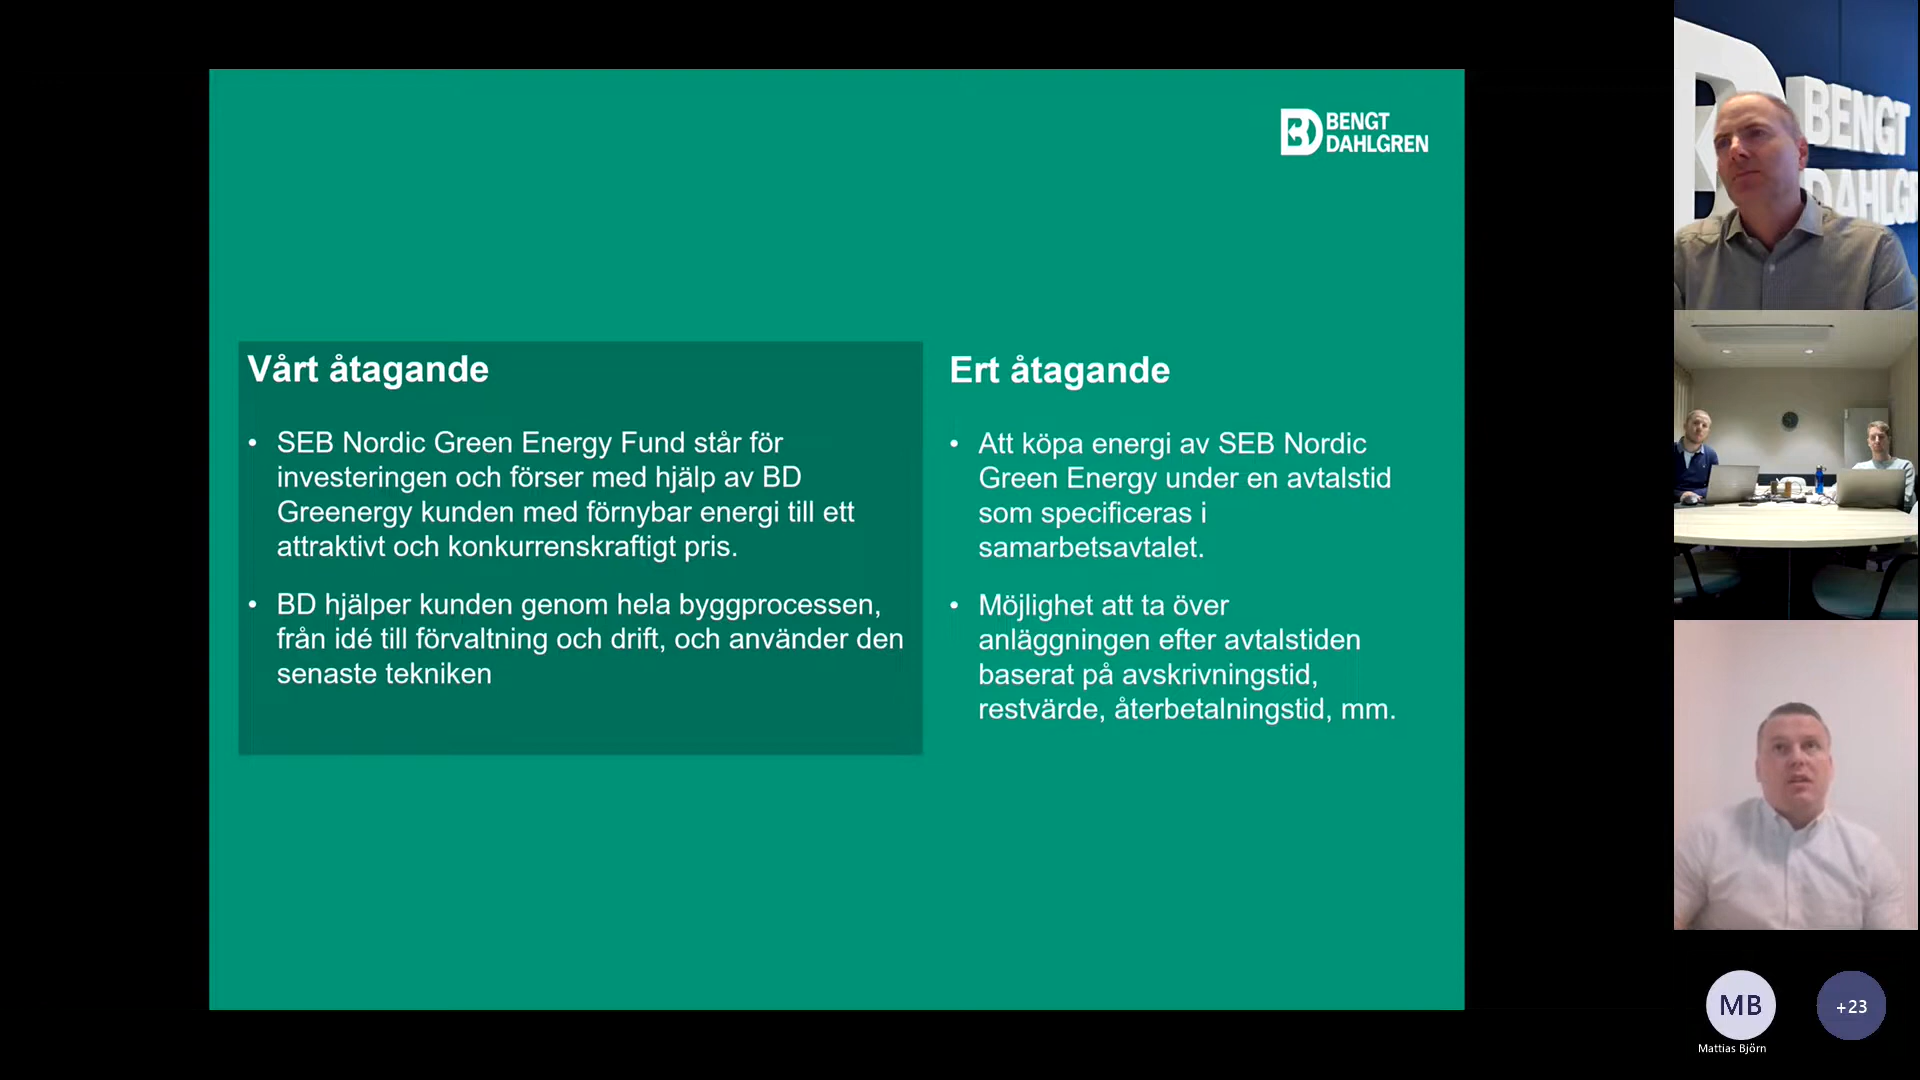 BENGT
DAHLGREN
Vårt åtagande
• SEB Nordic Green Energy Fund står för
investeringen och förser med hjälp av BD
Greenergy kunden med förnybar energi till ett
attraktivt och konkurrenskraftigt pris.
• BD hjälper kunden genom hela byggprocessen,
från idé till förvaltning och drift, och använder den
senaste tekniken
Ert åtagande
• Att köpa energi av SEB Nordic
Green Energy under en avtalstid
som specificeras i
samarbetsavtalet.
• Möjlighet att ta över
anläggningen efter avtalstiden
baserat på avskrivningstid,
restvärde, återbetalningstid, mm.
BENGT
DAHLGR
MB
+23
Mattias Björn